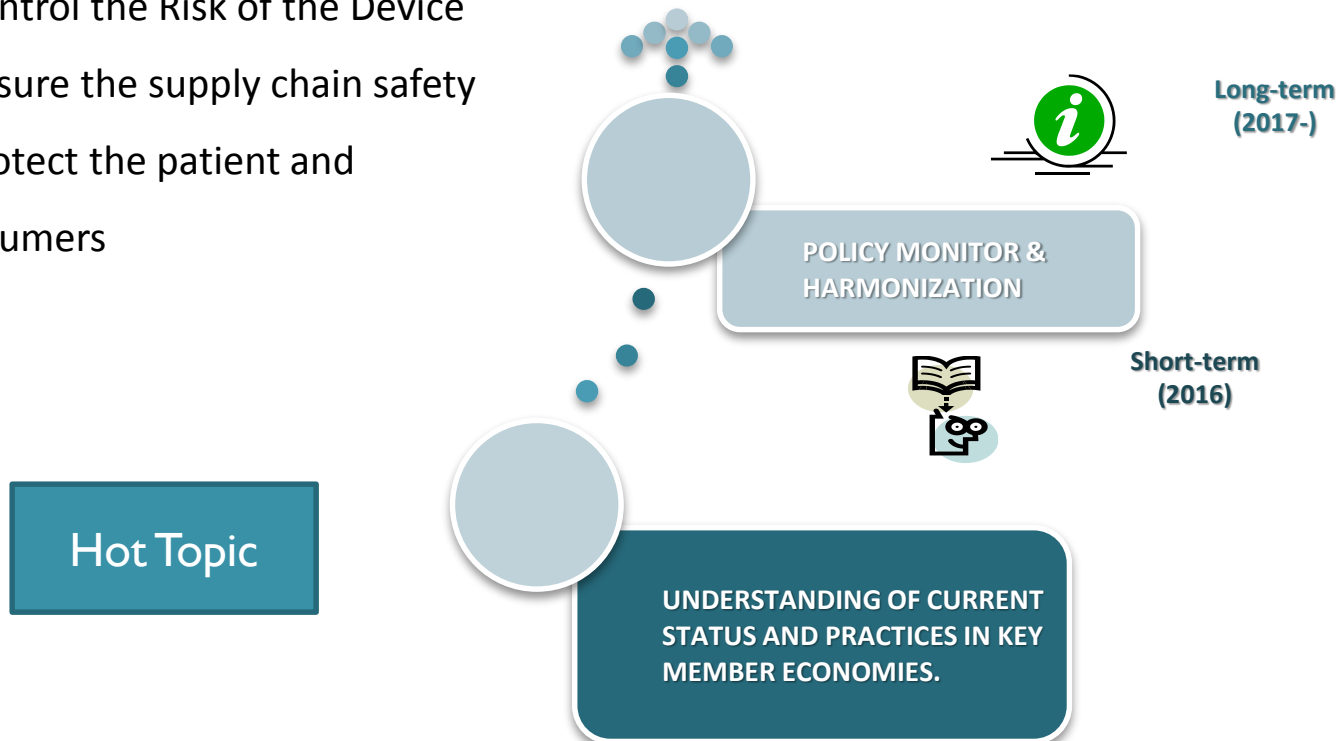 ntrol the Risk of the Device
sure the supply chain safety
otect the patient and
umers
Long-term
(2017-)
POLICY MONITOR &
HARMONIZATION
Short-term
(2016)
Hot Topic
UNDERSTANDING OF CURRENT
STATUS AND PRACTICES IN KEY
MEMBER ECONOMIES.